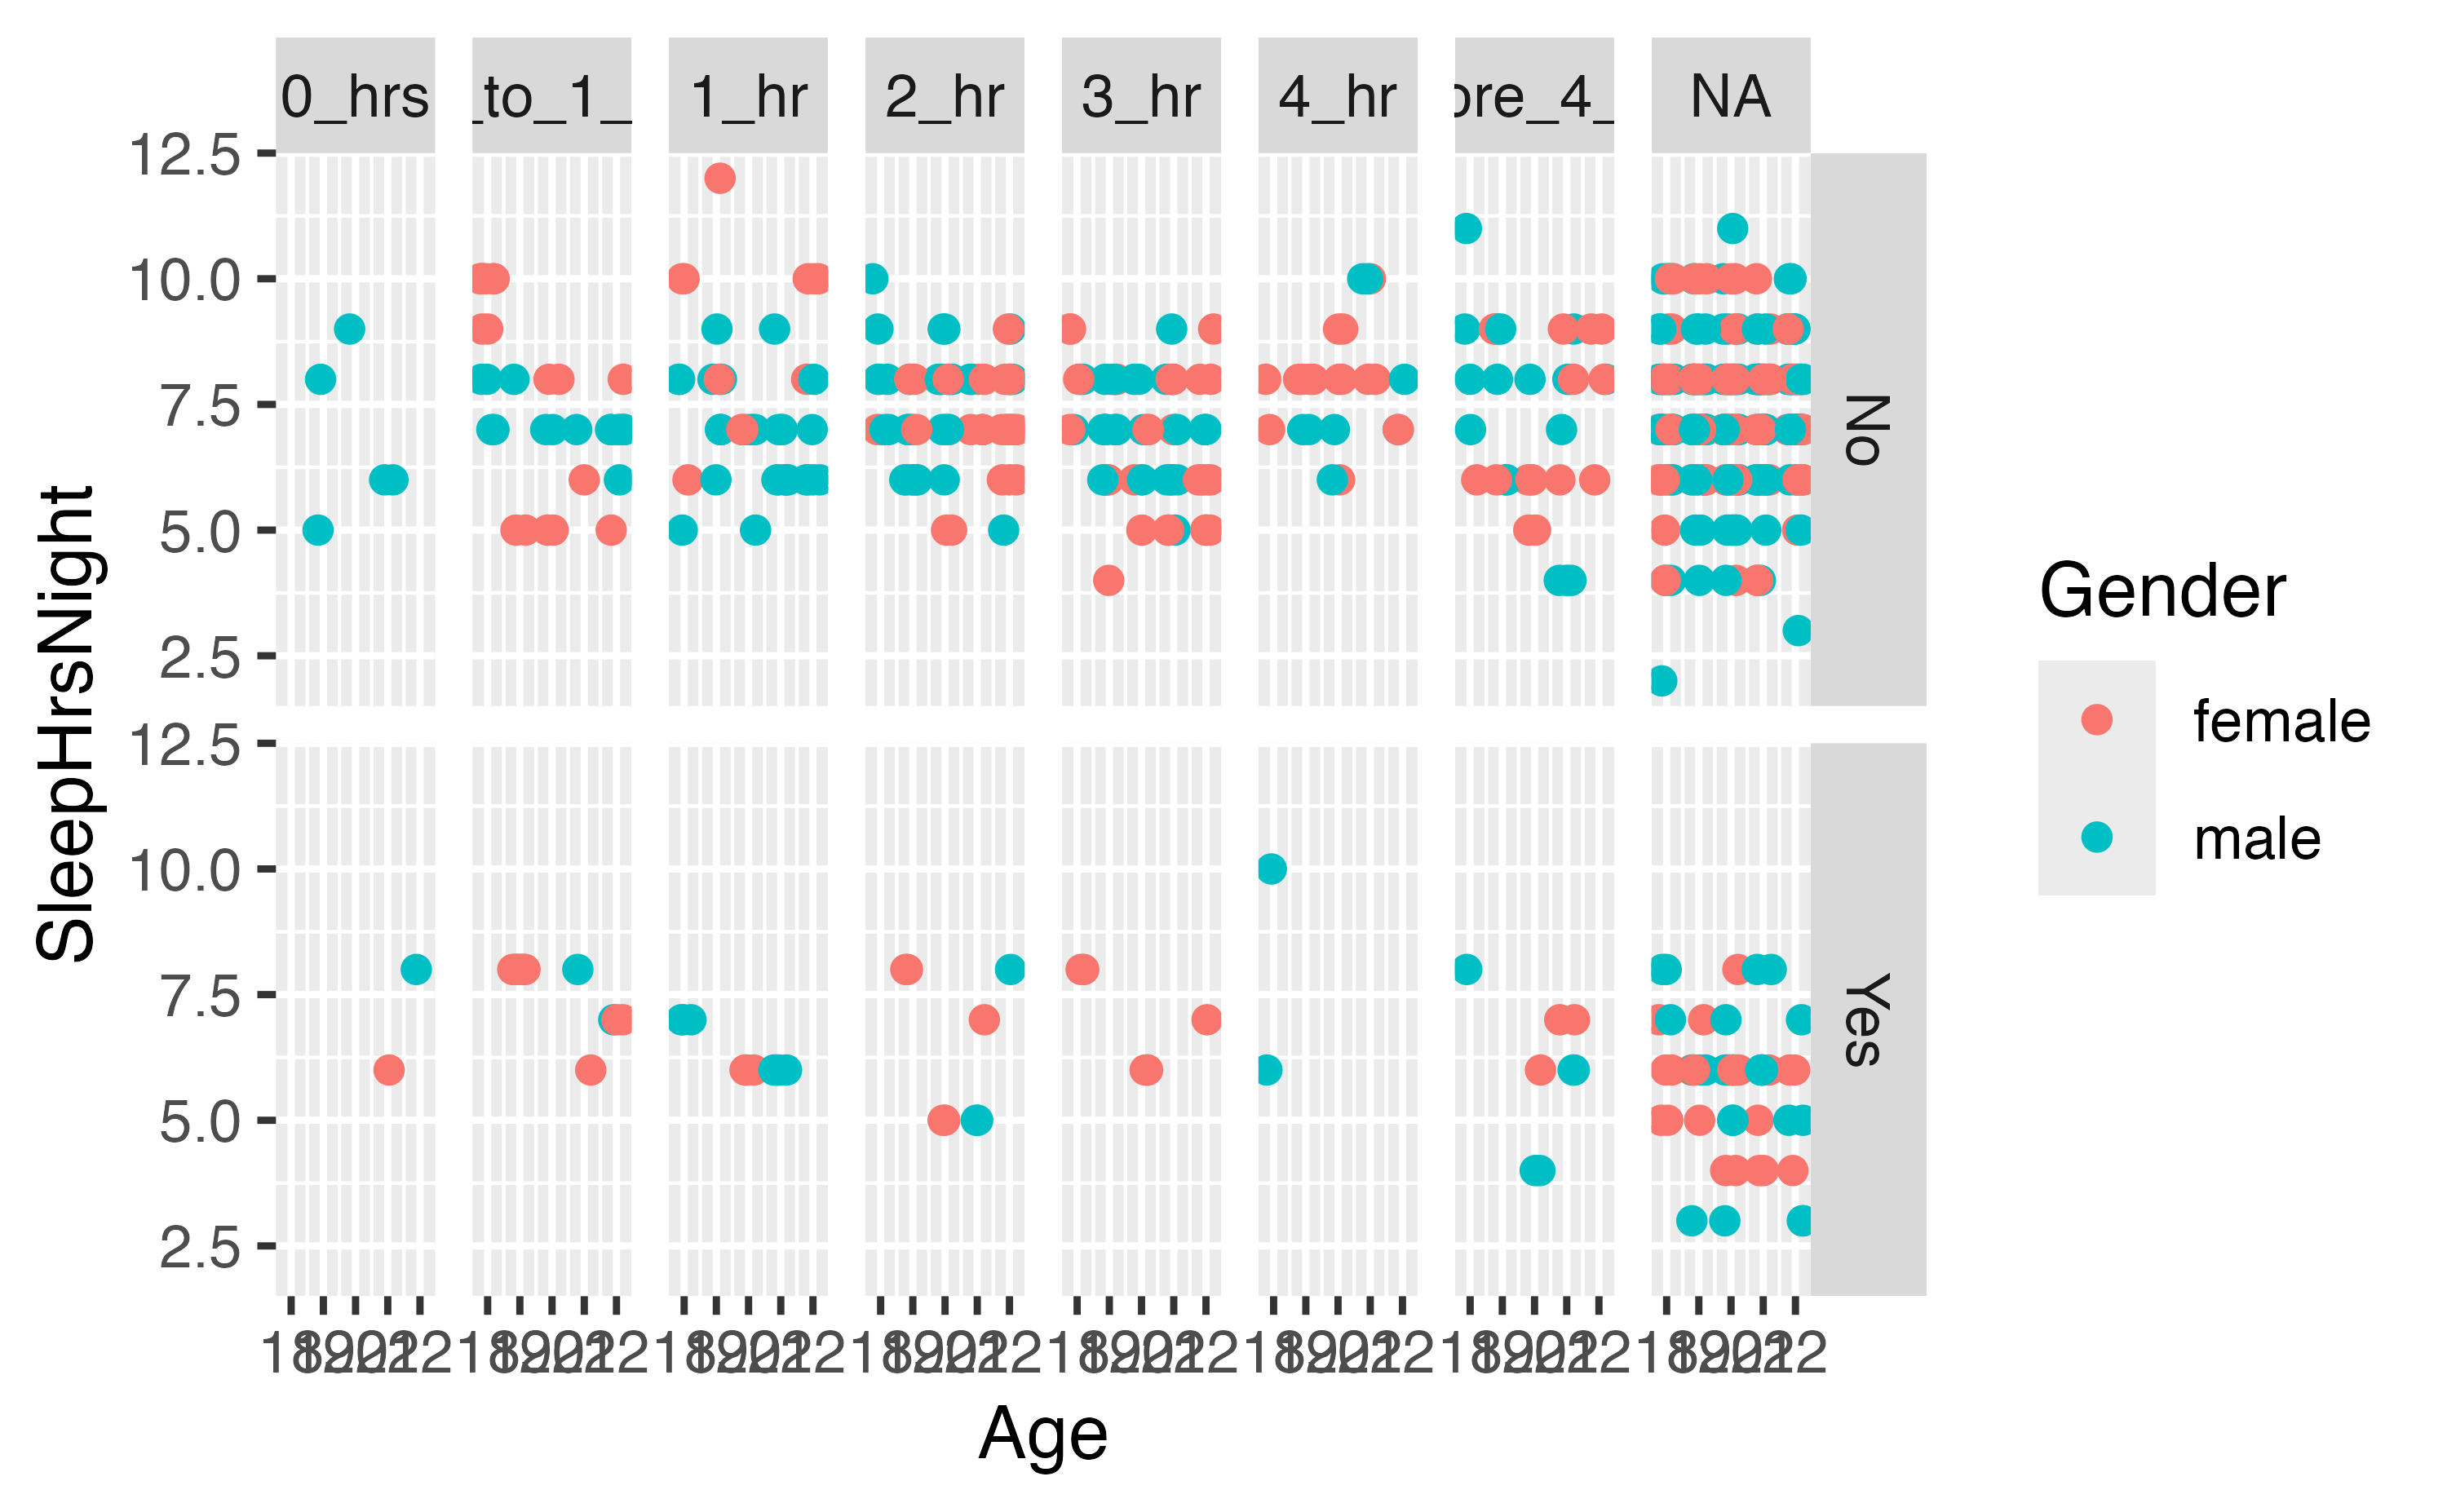 0_hrs _to_1_ 1_hr 2_hr 3_hr 4_hr ore_4_ NA
12.5
10.0
7.5
5.0
2.5
No
12.5
10.0
7.5
5.0
2.5
Yes
SleepHrsNight
Age
Gender
female
male